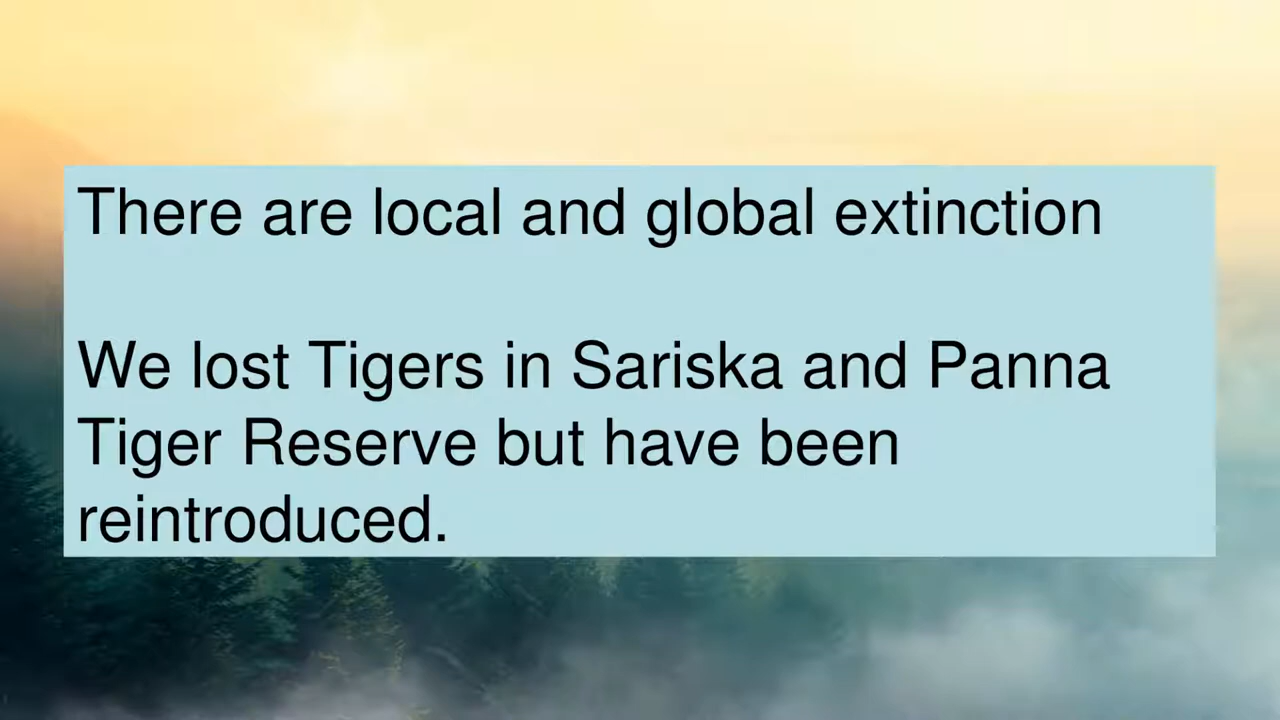 There are local and global extinction
We lost Tigers in Sariska and Panna
Tiger Reserve but have been
reintroduced.